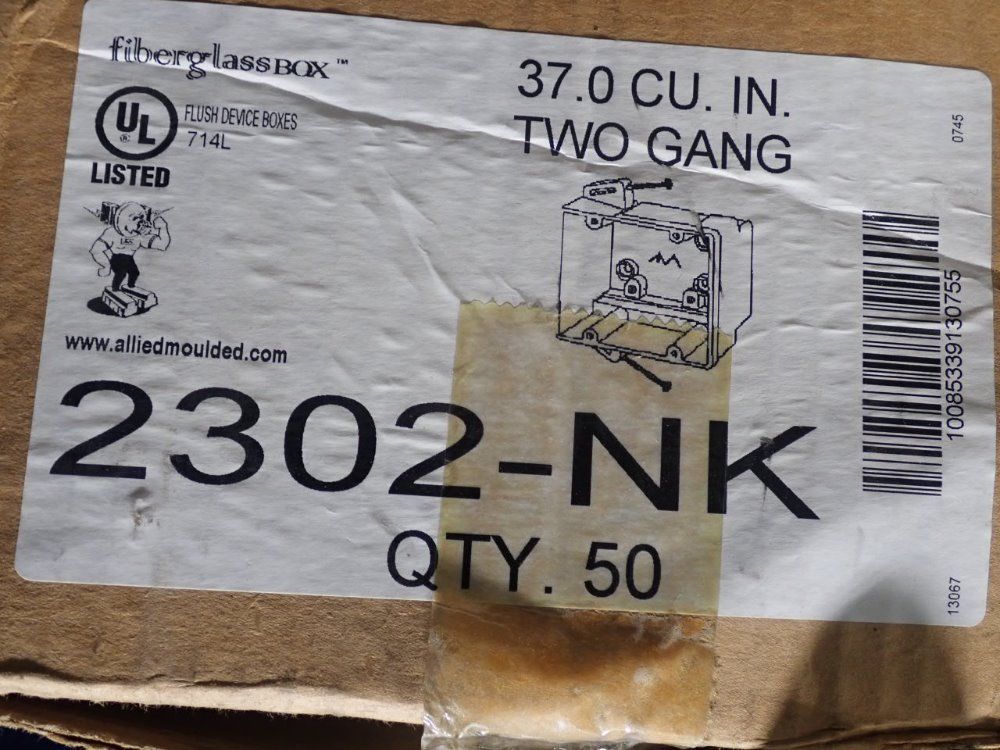 fiberglassBOX™
UL
®
LISTED
FLUSH DEVICE BOXES
714L
37.0 CU. IN.
TWO GANG
www.alliedmoulded.com
2302-NK
QTY. 50
0745
10085339130755
13067